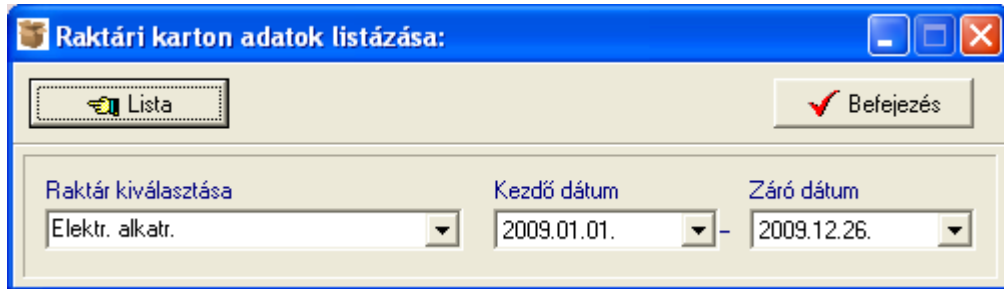 Raktári karton adatok listázása:
Lista
Befejezés
Raktár kiválasztása
Kezdő dátum
Záró dátum
Elektr. alkatr.
2009.01.01.
–
2009.12.26.